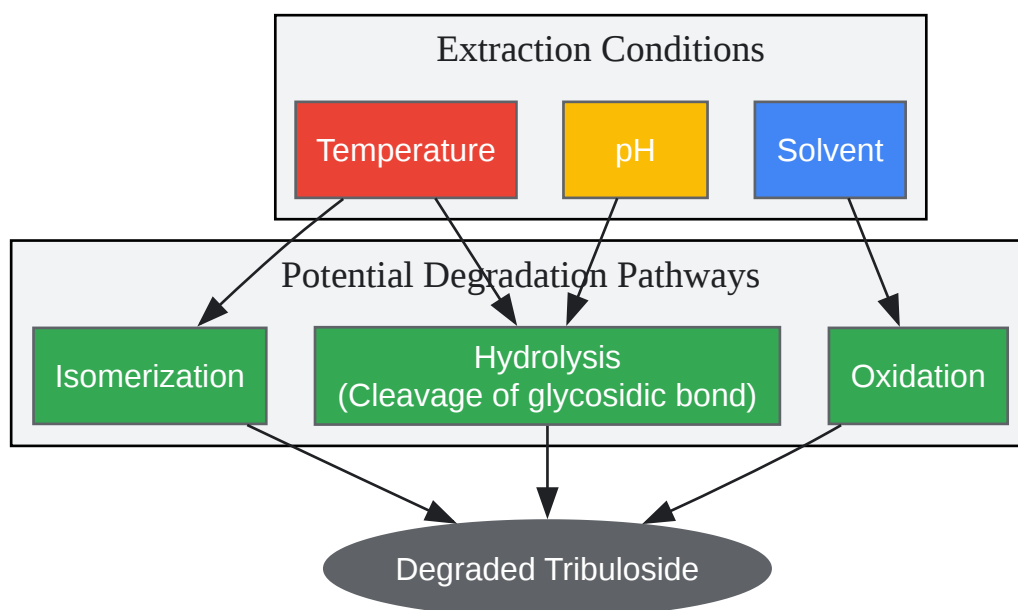 Extraction Conditions
Temperature
pH
Solvent
Potential Degradation Pathways
Isomerization
Hydrolysis
(Cleavage of glycosidic bond)
Oxidation
Degraded Tribuloside